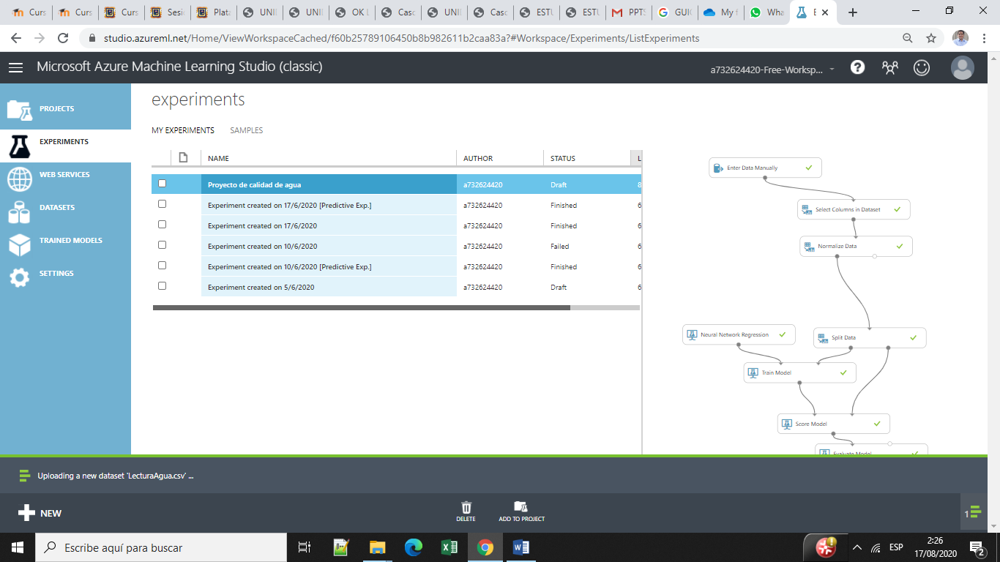 Curs
Curs
Curs
Sesi
Plata
UNII
UNII
OK L
Casc
UNII
Casc
ESTU
ESTU
PPTS
GUIC
My f
Wha
E
studio.azureml.net/Home/ViewWorkspaceCached/f60b25789106450b8b982611b2caa83a?#Workspace/Experiments/ListExperiments
Microsoft Azure Machine Learning Studio (classic)
a732624420-Free-Worksp...
PROJECTS
EXPERIMENTS
WEB SERVICES
DATASETS
TRAINED MODELS
SETTINGS
experiments
MY EXPERIMENTS SAMPLES
NAME AUTHOR STATUS L
Proyecto de calidad de agua a732624420 Draft 8
Experiment created on 17/6/2020 [Predictive Exp.] a732624420 Finished 6
Experiment created on 17/6/2020 a732624420 Finished 6
Experiment created on 10/6/2020 a732624420 Failed 6
Experiment created on 10/6/2020 [Predictive Exp.] a732624420 Finished 6
Experiment created on 5/6/2020 a732624420 Draft 6
Enter Data Manually
Select Columns in Dataset
Normalize Data
Neural Network Regression
Split Data
Train Model
Score Model
Evaluate Model
Uploading a new dataset 'LecturaAgua.csv' ...
NEW
DELETE
ADD TO PROJECT
1
Escribe aquí para buscar
ESP
2:26
17/08/2020
2